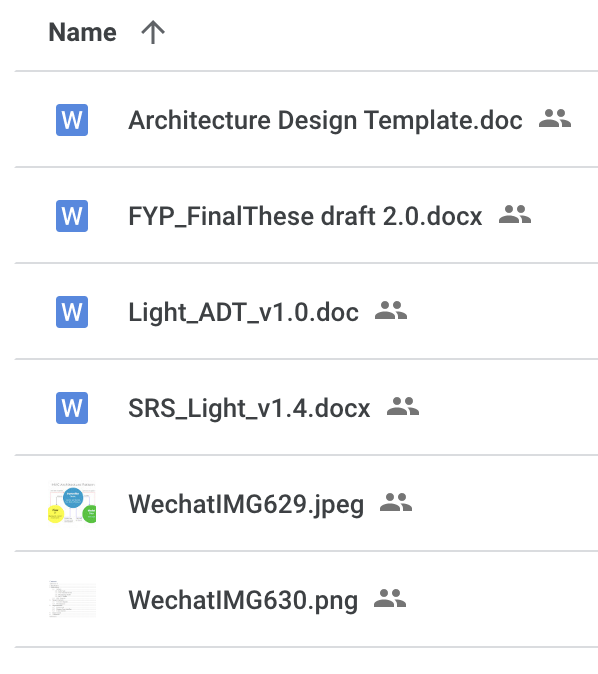 Name
W Architecture Design Template.doc
W FYP_FinalThese draft 2.0.docx
W Light_ADT_v1.0.doc
W SRS_Light_v1.4.docx
WechatIMG629.jpeg
WechatIMG630.png